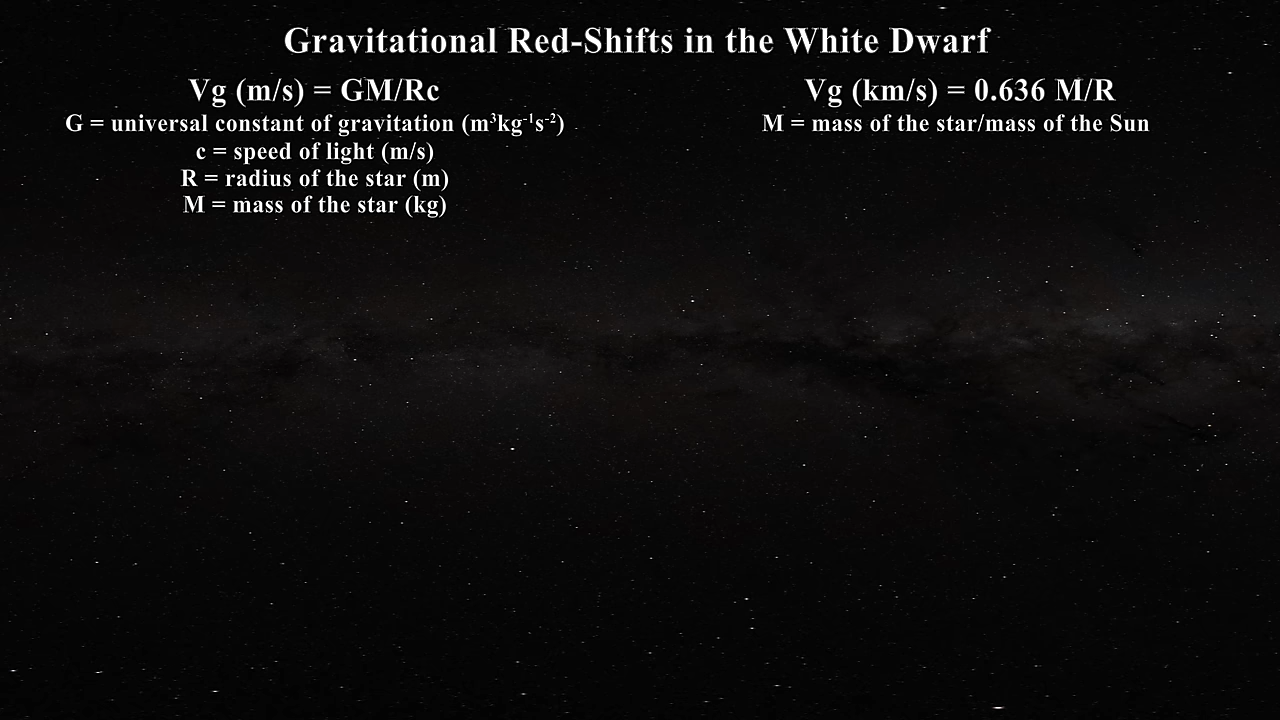 Gravitational Red-Shifts in the White Dwarf
Vg (m/s) = GM/Rc
G = universal constant of gravitation (m³kg⁻¹s⁻²)
c = speed of light (m/s)
R = radius of the star (m)
M = mass of the star (kg)
Vg (km/s) = 0.636 M/R
M = mass of the star/mass of the Sun